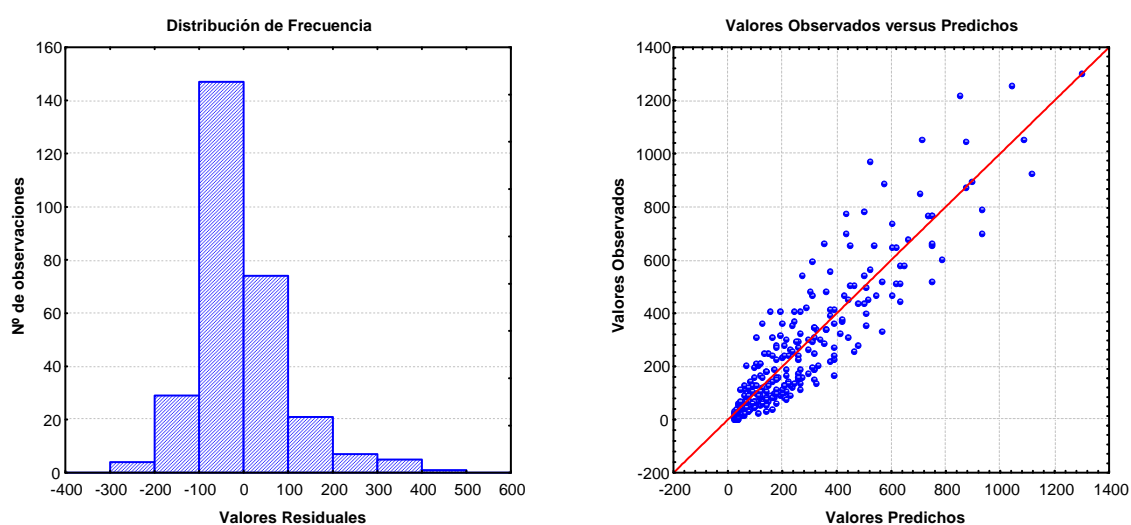 Distribución de Frecuencia
160
140
120
100
80
60
40
20
0
-400 -300 -200 -100 0 100 200 300 400 500 600
Nº de observaciones
Valores Residuales
Valores Observados versus Predichos
1400
1200
1000
800
600
400
200
0
-200
-200 0 200 400 600 800 1000 1200 1400
Valores Observados
Valores Predichos